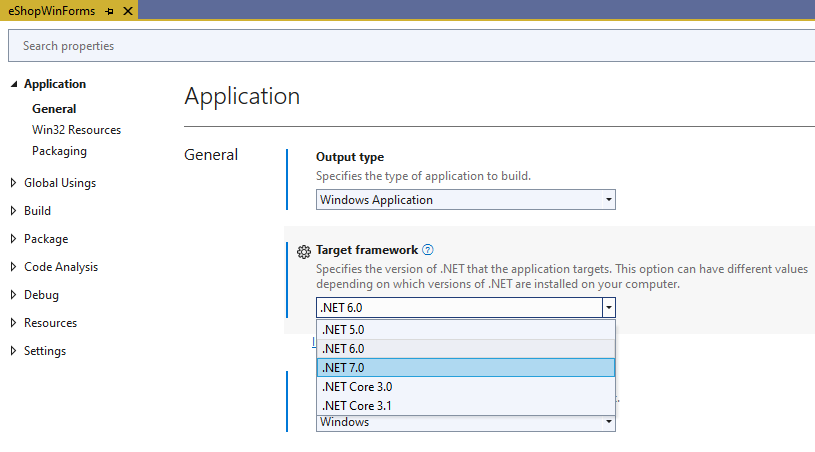 eShopWinForms
Search properties
Application
General
Win32 Resources
Packaging
Global Usings
Build
Package
Code Analysis
Debug
Resources
Settings
Application
General
Output type
Specifies the type of application to build.
Windows Application
Target framework ?
Specifies the version of .NET that the application targets. This option can have different values
depending on which versions of .NET are installed on your computer.
.NET 6.0
.NET 5.0
.NET 6.0
.NET 7.0
.NET Core 3.0
.NET Core 3.1
Windows